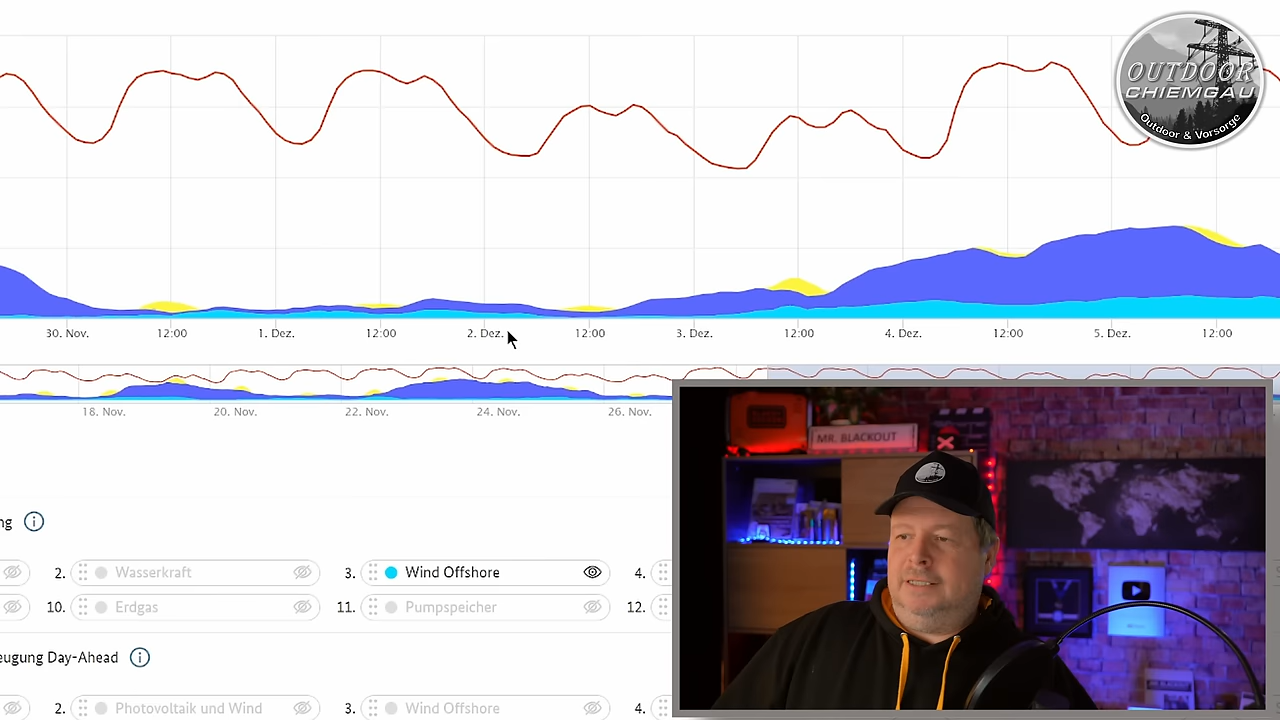 OUTDOOR
CHIEMGAU
Outdoor & Vorsorge
30. Nov.
12:00
1. Dez.
12:00
2. Dez.
12:00
3. Dez.
12:00
4. Dez.
12:00
5. Dez.
12:00
18. Nov.
20. Nov.
22. Nov.
24. Nov.
26. Nov.
MR. BLACKOUT
ng
2.
Wasserkraft
3.
Wind Offshore
4.
10.
Erdgas
11.
Pumpspeicher
12.
eugung Day-Ahead
2.
Photovoltaik und Wind
3.
Wind Offshore
4.